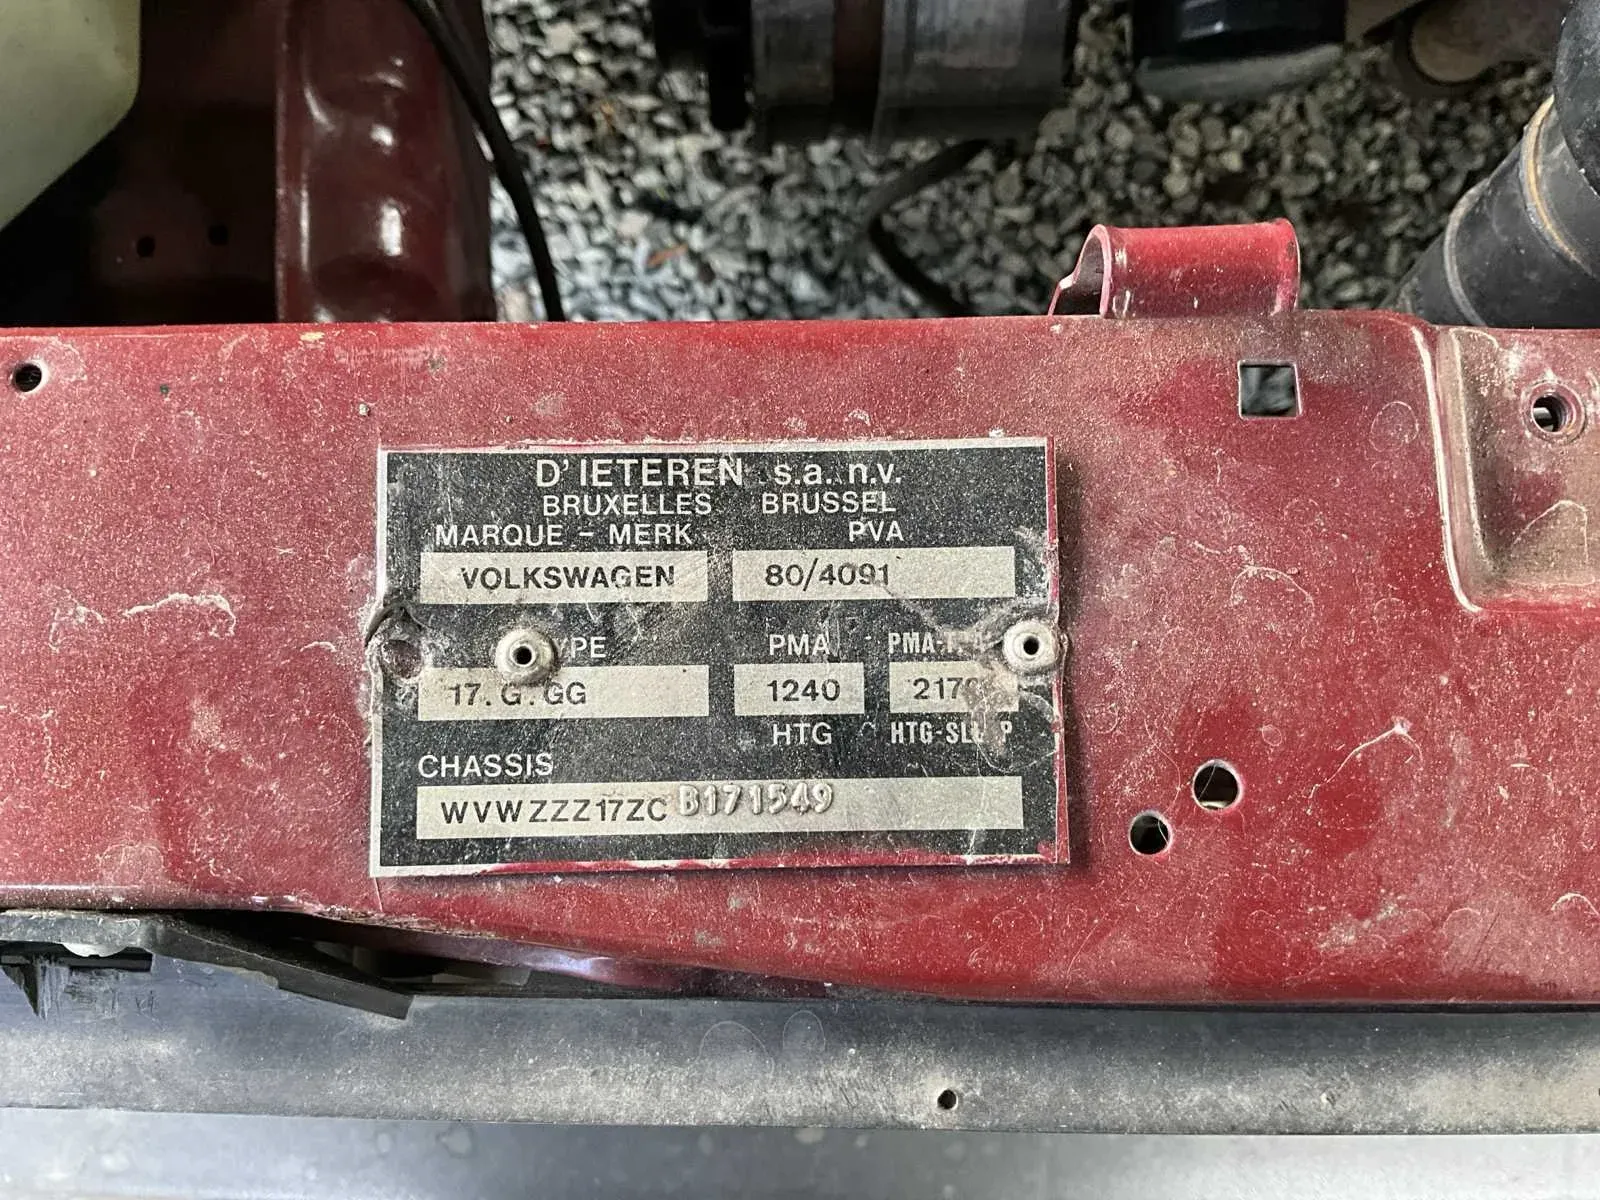 D'IETEREN s.a. n.v.
BRUXELLES BRUSSEL
MARQUE - MERK PVA
VOLKSWAGEN 80/4091
PMA
17. G. GG 1240
HTG
CHASSIS
WVWZZZ17ZC B171549